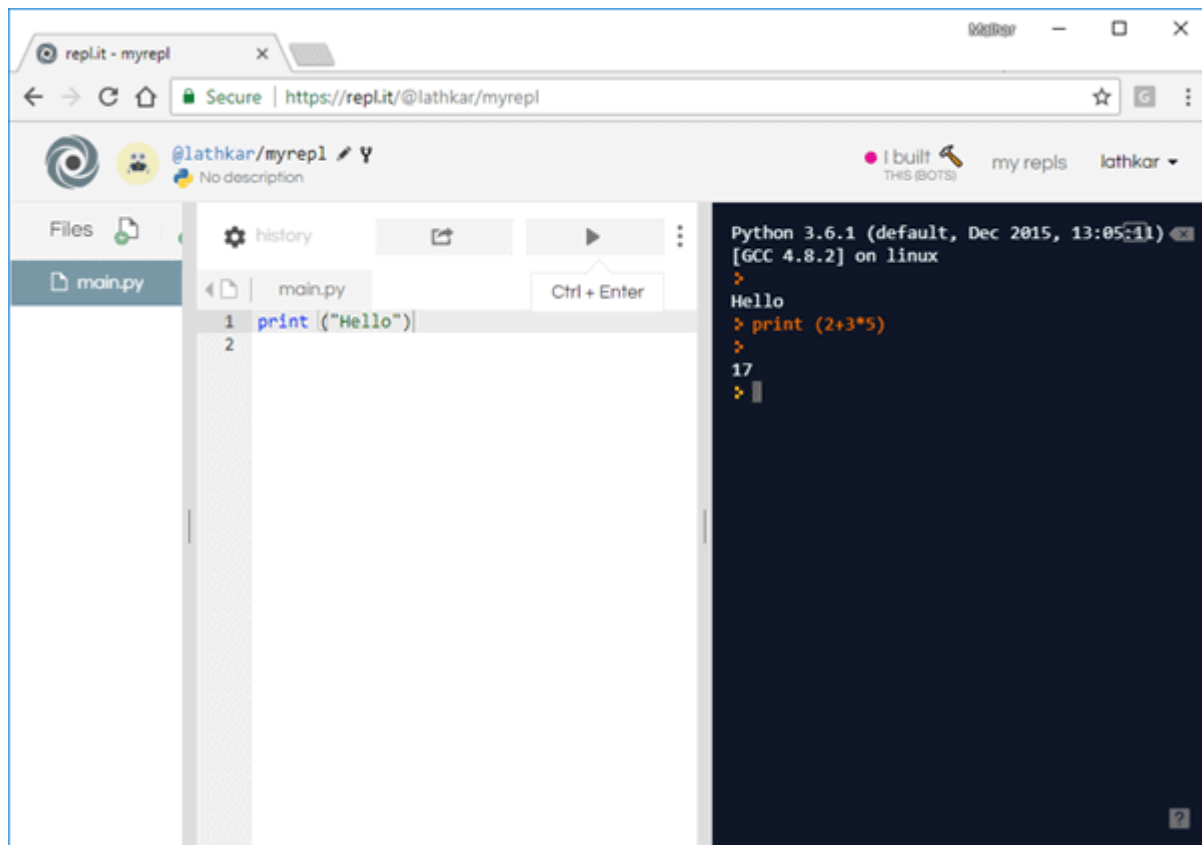 Malhar
repl.it - myrepl
Secure | https://repl.it/@lathkar/myrepl
G
@lathkar/myrepl
No description
I built
THIS (BOTS)
my repls
lathkar
Files
history
main.py
main.py
Ctrl + Enter
1 print ("Hello")
2
Python 3.6.1 (default, Dec 2015, 13:05:11)
[GCC 4.8.2] on linux
>
Hello
> print (2+3*5)
>
17
>
?